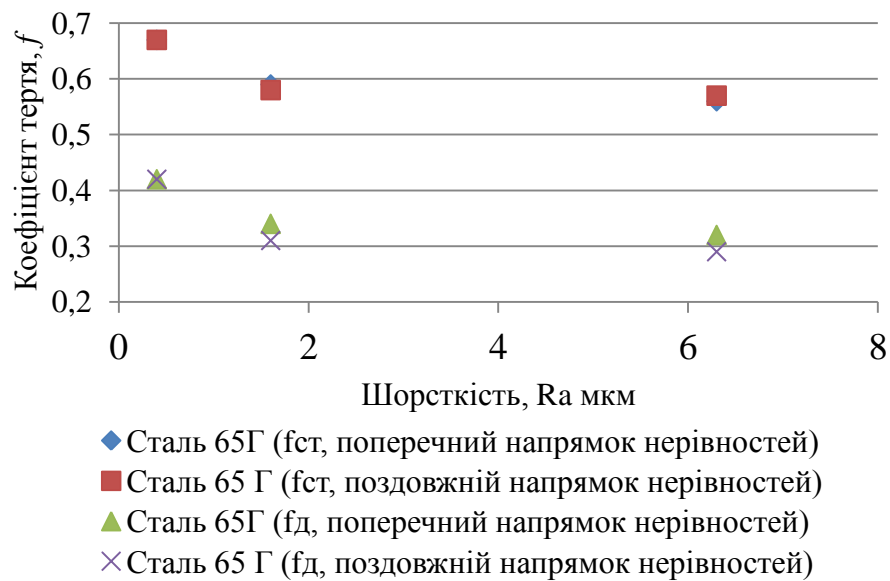 0,7
0,6
0,5
0,4
0,3
0,2
Коефіцієнт тертя, f
0 2 4 6 8
Шорсткість, Ra мкм
Сталь 65Г (fст, поперечний напрямок нерівностей)
Сталь 65 Г (fст, поздовжній напрямок нерівностей)
Сталь 65Г (fд, поперечний напрямок нерівностей)
Сталь 65 Г (fд, поздовжній напрямок нерівностей)